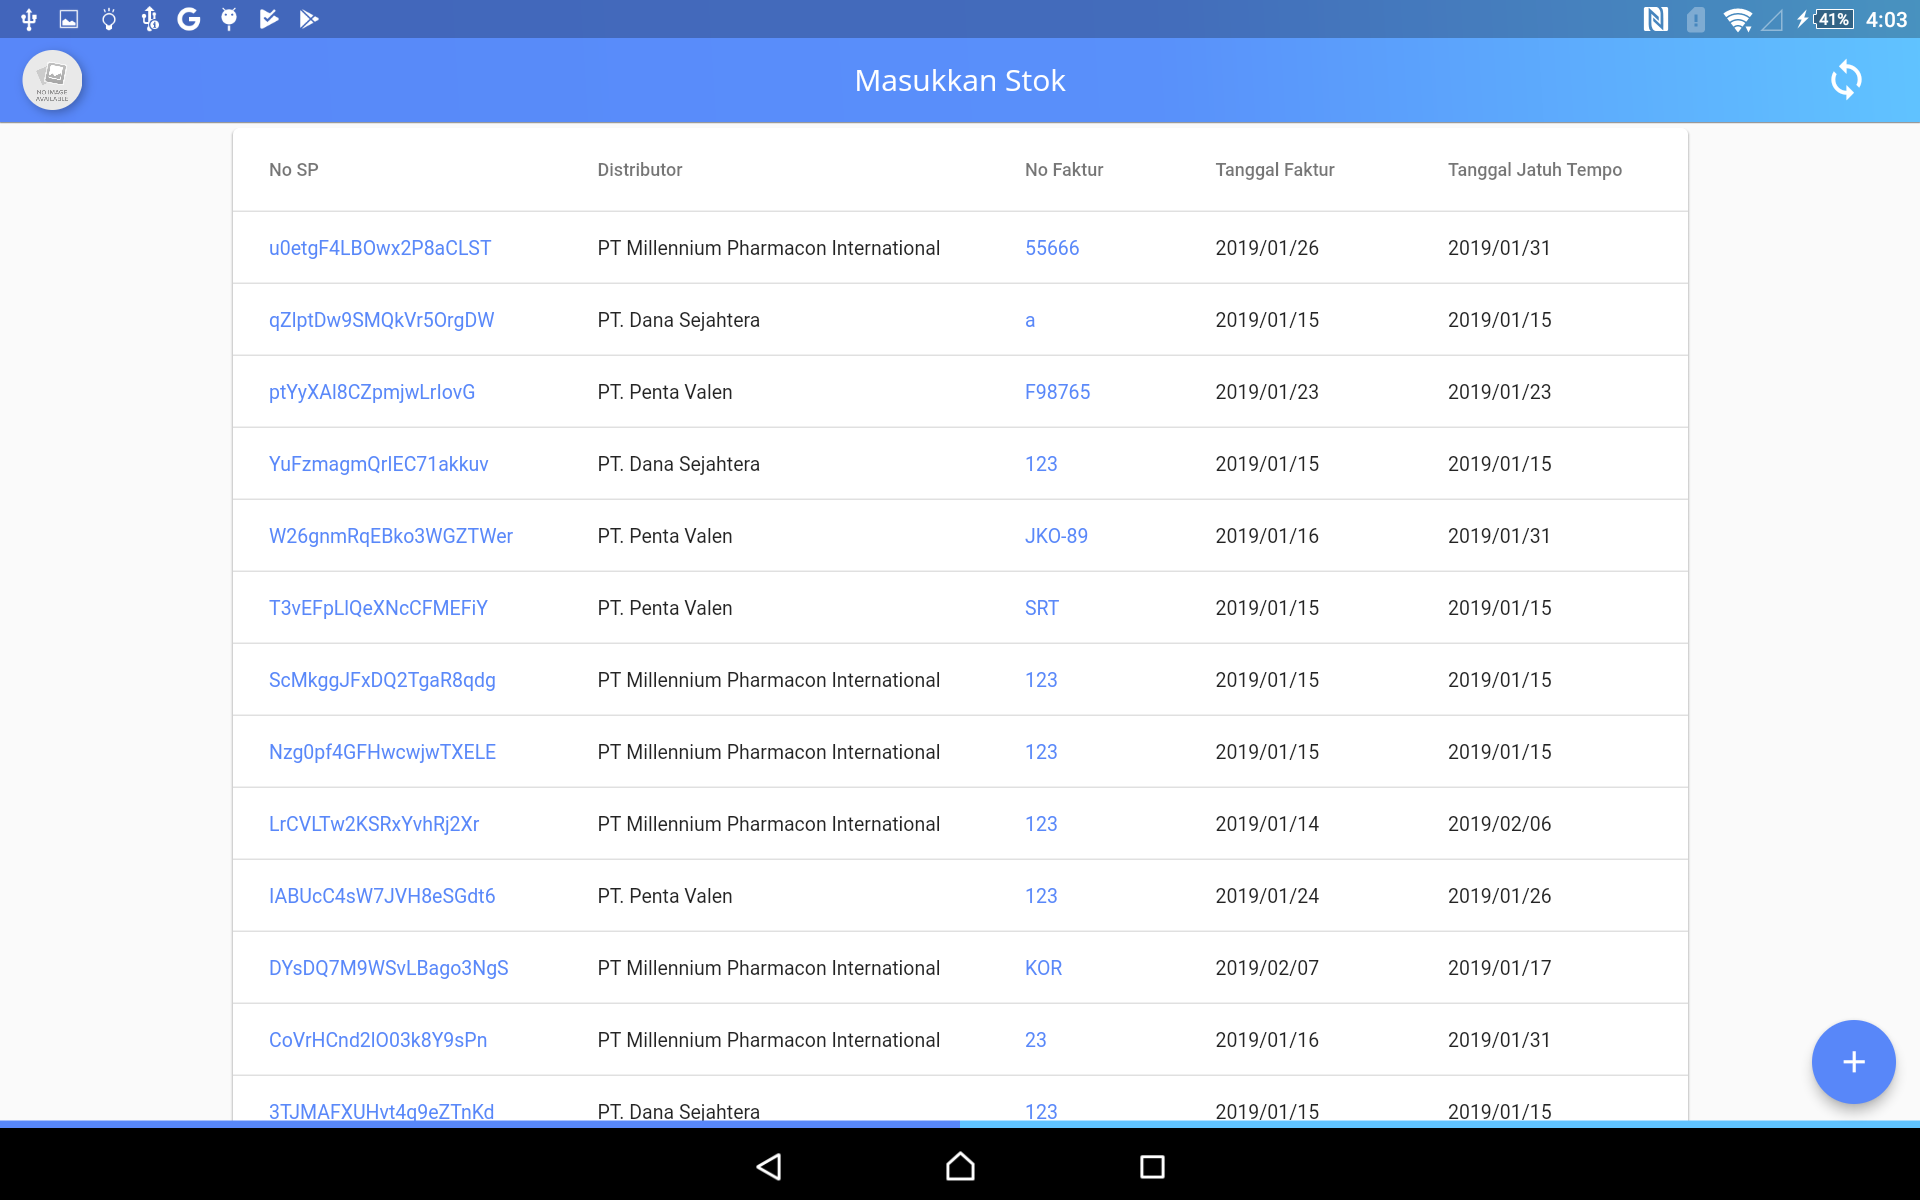 41% 4:03
NO IMAGE
AVAILABLE
Masukkan Stok
No SP Distributor No Faktur Tanggal Faktur Tanggal Jatuh Tempo
u0etgF4LBOwx2P8aCLST PT Millennium Pharmacon International 55666 2019/01/26 2019/01/31
qZlptDw9SMQkVr5OrgDW PT. Dana Sejahtera a 2019/01/15 2019/01/15
ptYyXAl8CZpmjwLrlovG PT. Penta Valen F98765 2019/01/23 2019/01/23
YuFzmagmQrlEC71akkuv PT. Dana Sejahtera 123 2019/01/15 2019/01/15
W26gnmRqEBko3WGZTWer PT. Penta Valen JKO-89 2019/01/16 2019/01/31
T3vEFpLlQeXNcCFMEFiY PT. Penta Valen SRT 2019/01/15 2019/01/15
ScMkggJFxDQ2TgaR8qdg PT Millennium Pharmacon International 123 2019/01/15 2019/01/15
Nzg0pf4GFHwcwjwTXELE PT Millennium Pharmacon International 123 2019/01/15 2019/01/15
LrCVLTw2KSRxYvhRj2Xr PT Millennium Pharmacon International 123 2019/01/14 2019/02/06
IABUcC4sW7JVH8eSGdt6 PT. Penta Valen 123 2019/01/24 2019/01/26
DYsDQ7M9WSvLBago3NgS PT Millennium Pharmacon International KOR 2019/02/07 2019/01/17
CoVrHCnd2lO03k8Y9sPn PT Millennium Pharmacon International 23 2019/01/16 2019/01/31
3TJMAFXUHvt4q9eZTnKd PT. Dana Sejahtera 123 2019/01/15 2019/01/15